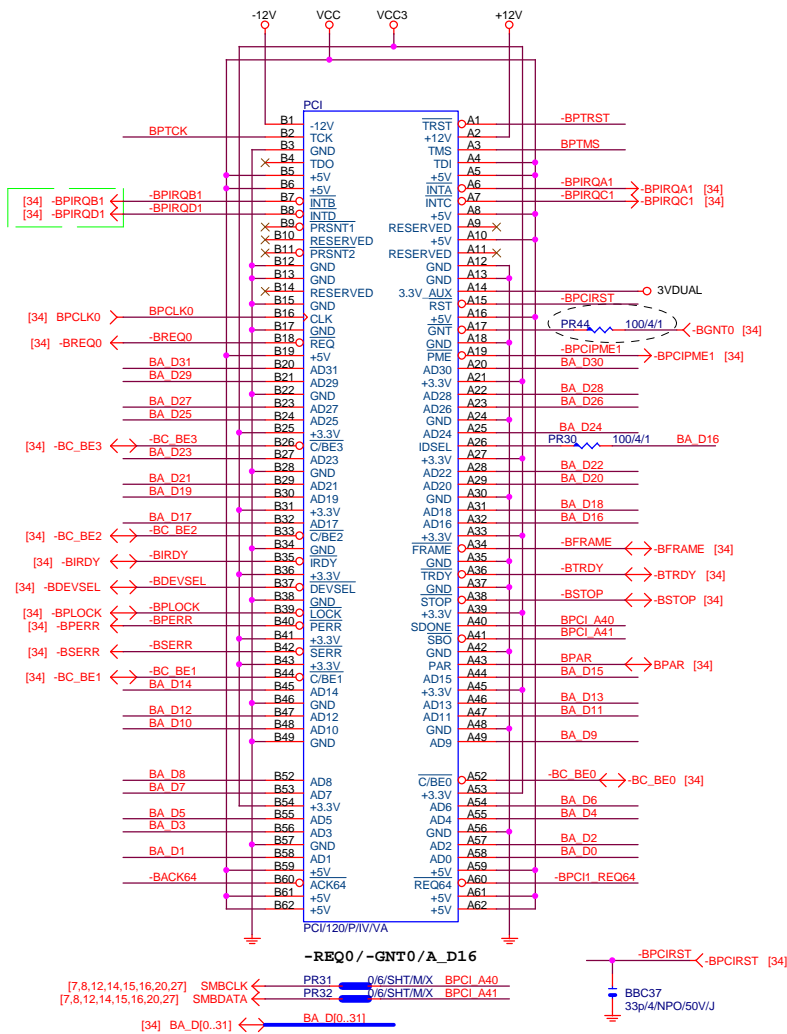 -12V VCC VCC3 +12V
PCI
B1 -12V TRST A1 -BPTRST
BPTCK B2 TCK +12V A2
B3 GND TMS A3 BPTMS
B4 TDO TDI A4
B5 +5V +5V A5
B6 +5V INTA A6 -BPIRQA1 -BPIRQA1 [34]
[34] -BPIRQB1 -BPIRQB1 B7 INTB INTC A7 -BPIRQC1 -BPIRQC1 [34]
[34] -BPIRQD1 -BPIRQD1 B8 INTD +5V A8
B9 PRSNT1 RESERVED A9
B10 RESERVED +5V A10
B11 PRSNT2 RESERVED A11
B12 GND GND A12
B13 GND GND A13
B14 RESERVED 3.3V_AUX A14 3VDUAL
B15 GND RST A15 -BPCIRST
[34] BPCLK0 BPCLK0 B16 CLK +5V A16
B17 GND GNT A17 PR44 100/4/1 -BGNT0 [34]
[34] -BREQ0 -BREQ0 B18 REQ GND A18
B19 +5V PME A19 -BPCIPME1 [34]
BA_D31 B20 AD31 AD30 A20 BA_D30
BA_D29 B21 AD29 +3.3V A21
B22 GND AD28 A22 BA_D28
BA_D27 B23 AD27 AD26 A23 BA_D26
BA_D25 B24 AD25 GND A24
B25 +3.3V AD24 A25 BA_D24
[34] -BC_BE3 -BC_BE3 B26 C/BE3 IDSEL A26 PR30 100/4/1 BA_D16
BA_D23 B27 AD23 +3.3V A27
B28 GND AD22 A28 BA_D22
BA_D21 B29 AD21 AD20 A29 BA_D20
BA_D19 B30 AD19 GND A30
B31 +3.3V AD18 A31 BA_D18
BA_D17 B32 AD17 AD16 A32 BA_D16
[34] -BC_BE2 -BC_BE2 B33 C/BE2 +3.3V A33
B34 GND FRAME A34 -BFRAME -BFRAME [34]
[34] -BIRDY -BIRDY B35 IRDY GND A35
B36 +3.3V TRDY A36 -BTRDY -BTRDY [34]
[34] -BDEVSEL -BDEVSEL B37 DEVSEL GND A37
B38 GND STOP A38 -BSTOP -BSTOP [34]
[34] -BPLOCK -BPLOCK B39 LOCK +3.3V A39
[34] -BPERR -BPERR B40 PERR SDONE A40 BPCI_A40
B41 +3.3V SBO A41 BPCI_A41
[34] -BSERR -BSERR B42 SERR GND A42
B43 +3.3V PAR A43 BPAR BPAR [34]
[34] -BC_BE1 -BC_BE1 B44 C/BE1 AD15 A44 BA_D15
BA_D14 B45 AD14 +3.3V A45
B46 GND AD13 A46 BA_D13
BA_D12 B47 AD12 AD11 A47 BA_D11
BA_D10 B48 AD10 GND A48
B49 GND AD9 A49 BA_D9
BA_D8 B52 AD8 C/BE0 A52 -BC_BE0 -BC_BE0 [34]
BA_D7 B53 AD7 +3.3V A53
B54 +3.3V AD6 A54 BA_D6
BA_D5 B55 AD5 AD4 A55 BA_D4
BA_D3 B56 AD3 GND A56
B57 GND AD2 A57 BA_D2
BA_D1 B58 AD1 AD0 A58 BA_D0
B59 +5V +5V A59
-BACK64 B60 ACK64 REQ64 A60 -BPCI1_REQ64
B61 +5V +5V A61
B62 +5V +5V A62
PCI/120/P/IV/VA
-REQ0/-GNT0/A_D16
[7,8,12,14,15,16,20,27] SMBCLK PR31 0/6/SHT/M/X BPCI_A40
[7,8,12,14,15,16,20,27] SMBDATA PR32 0/6/SHT/M/X BPCI_A41
[34] BA_D[0..31] BA_D[0..31]
-BPCIRST -BPCIRST [34]
BBC37
33p/4/NPO/50V/J